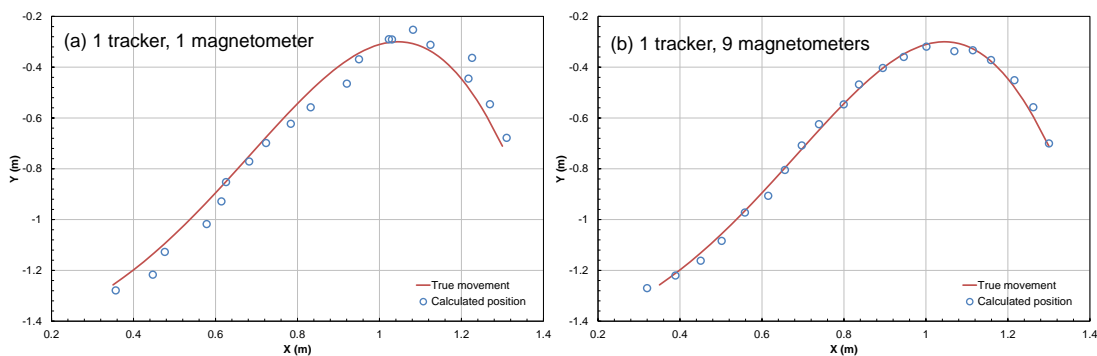 (a) 1 tracker, 1 magnetometer
-0.2
-0.4
-0.6
-0.8
-1
-1.2
-1.4
Y (m)
0.2 0.4 0.6 0.8 1 1.2 1.4
X (m)
True movement
Calculated position
(b) 1 tracker, 9 magnetometers
-0.2
-0.4
-0.6
-0.8
-1
-1.2
-1.4
Y (m)
0.2 0.4 0.6 0.8 1 1.2 1.4
X (m)
True movement
Calculated position